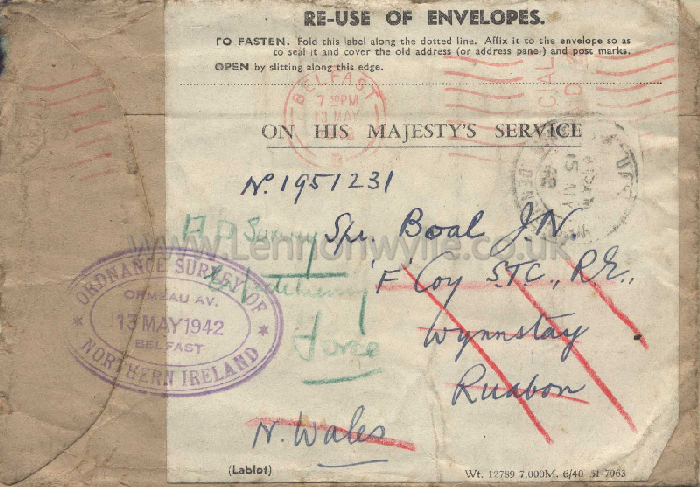 RE-USE OF ENVELOPES.
TO FASTEN. Fold this label along the dotted line. Affix it to the envelope so as
to seal it and cover the old address (or address panel) and post marks.
OPEN by slitting along this edge.
BELFAST
7 30PM
13 MAY
ON HIS MAJESTY'S SERVICE
No. 1951231
Spr. Boal J.N.
"F" Coy S.T.C., R.E.,
Wynnstay
Ruabon
N. Wales
Force
www.Lennonwylie.co.uk
ORDNANCE SURVEY OF
ORMEAU AV.
13 MAY 1942
BELFAST
NORTHERN IRELAND
(Lablot)
Wt. 12789 7,000M. 6/40 51-7063